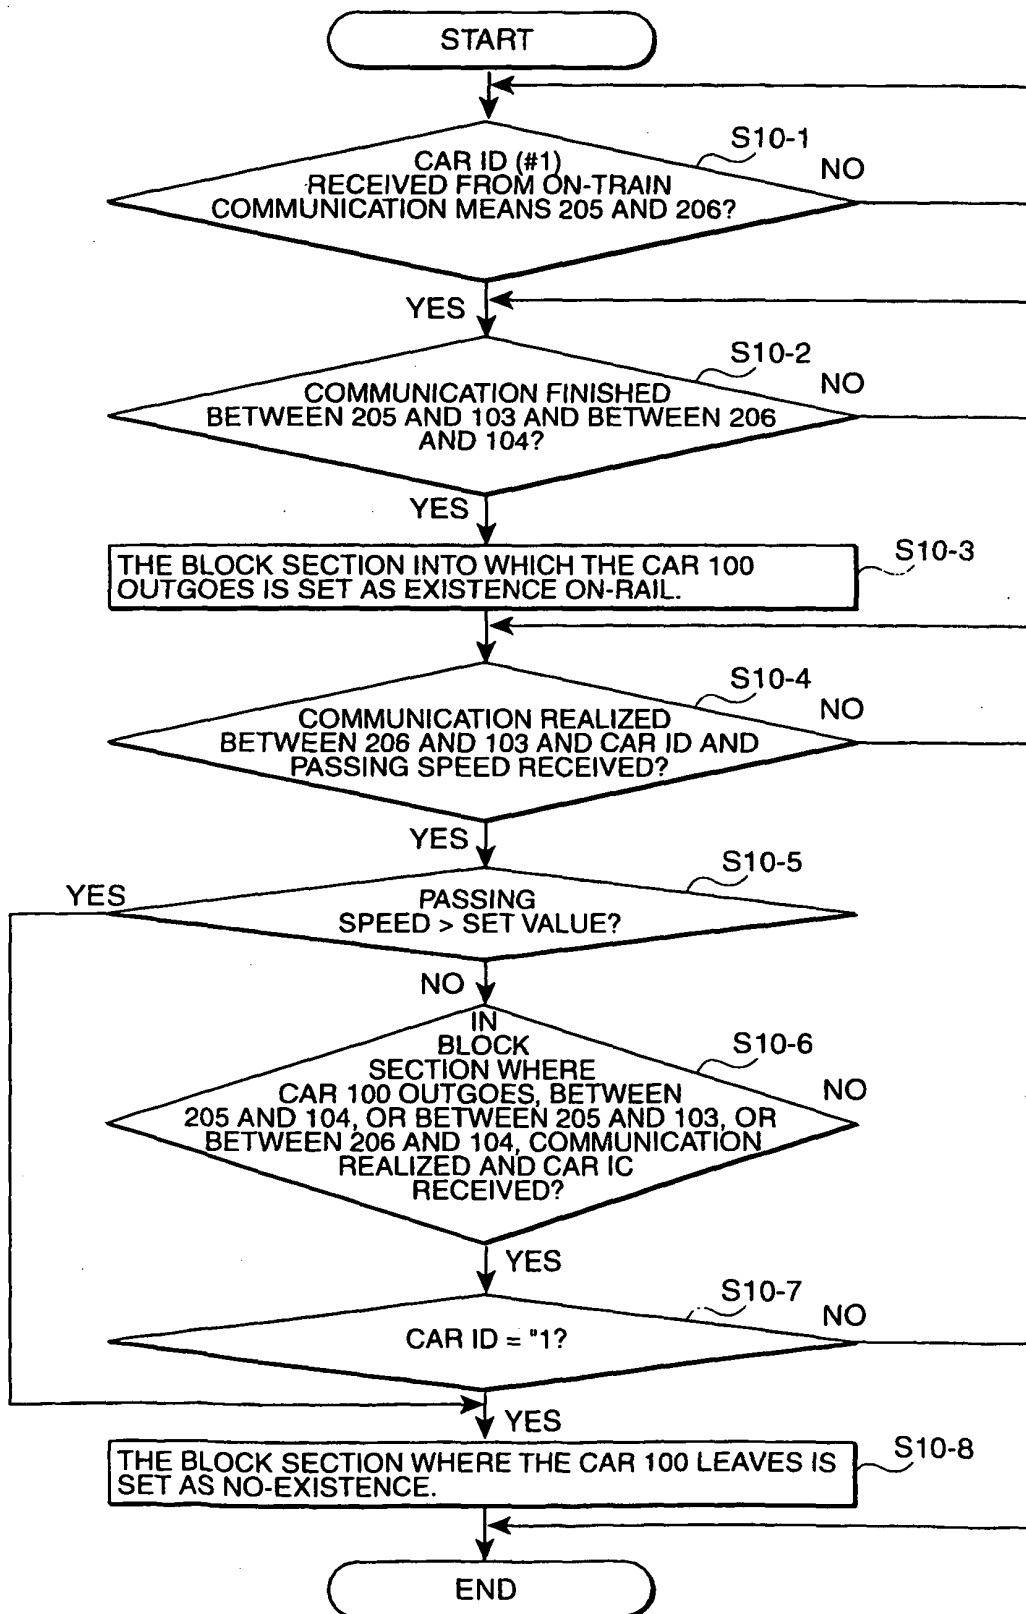 START
S10-1
NO
CAR ID (#1)
RECEIVED FROM ON-TRAIN
COMMUNICATION MEANS 205 AND 206?
YES
S10-2
NO
COMMUNICATION FINISHED
BETWEEN 205 AND 103 AND BETWEEN 206
AND 104?
YES
S10-3
THE BLOCK SECTION INTO WHICH THE CAR 100
OUTGOES IS SET AS EXISTENCE ON-RAIL.
S10-4
NO
COMMUNICATION REALIZED
BETWEEN 206 AND 103 AND CAR ID AND
PASSING SPEED RECEIVED?
YES
S10-5
YES
PASSING
SPEED > SET VALUE?
NO
S10-6
NO
IN
BLOCK
SECTION WHERE
CAR 100 OUTGOES, BETWEEN
205 AND 104, OR BETWEEN 205 AND 103, OR
BETWEEN 206 AND 104, COMMUNICATION
REALIZED AND CAR IC
RECEIVED?
YES
S10-7
NO
CAR ID = "1?
YES
S10-8
THE BLOCK SECTION WHERE THE CAR 100 LEAVES IS
SET AS NO-EXISTENCE.
END